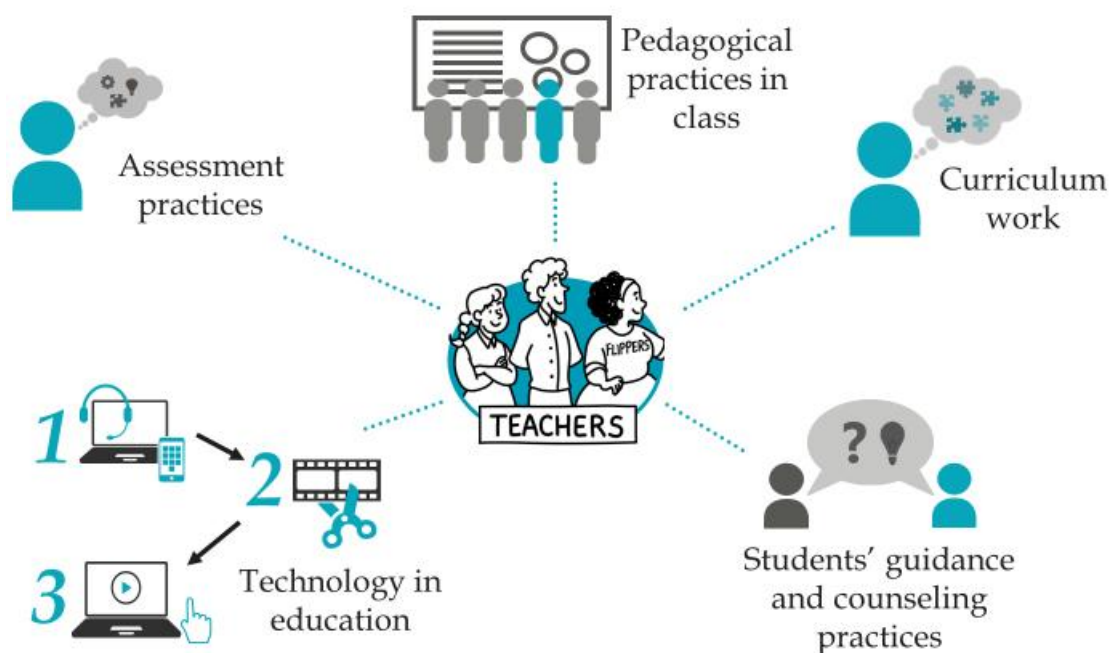 Pedagogical
practices in
class
Assessment
practices
Curriculum
work
FLIPPERS
TEACHERS
1
2
3
Technology in
education
?
Students’ guidance
and counseling
practices